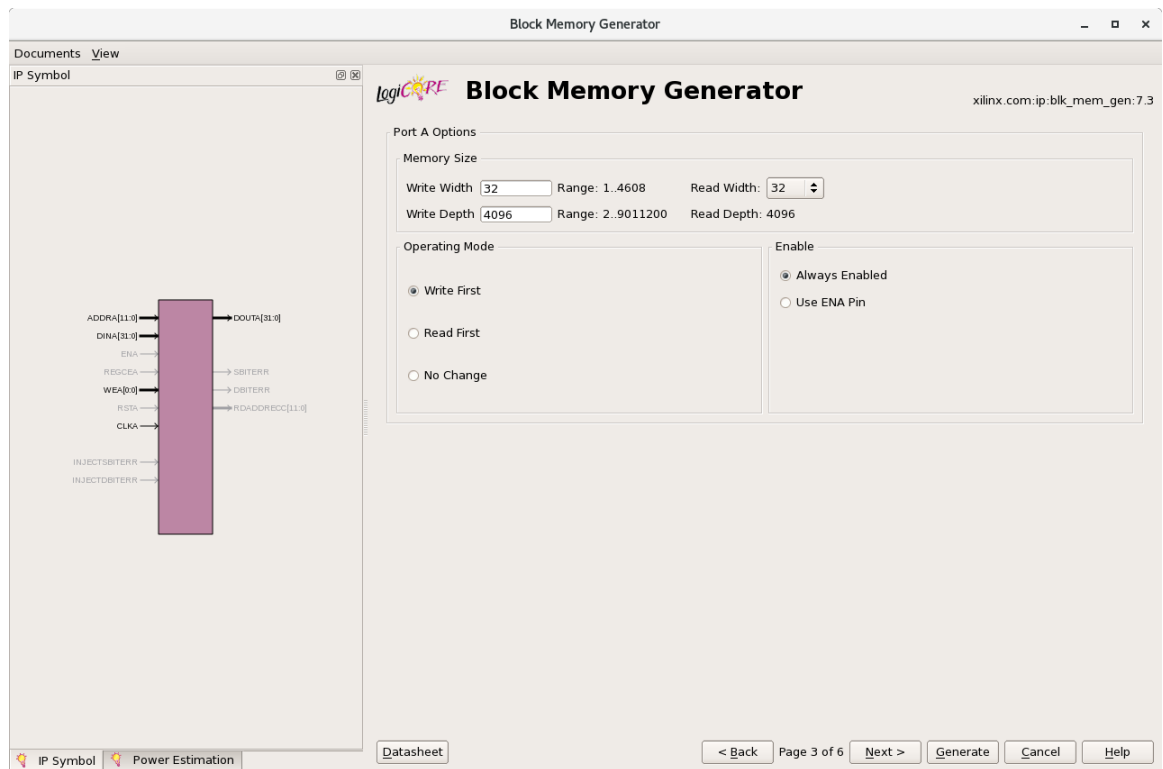 Block Memory Generator
Documents View
IP Symbol
LogiCORE
Block Memory Generator
xilinx.com:ip:blk_mem_gen:7.3
Port A Options
Memory Size
Write Width 32 Range: 1..4608 Read Width: 32
Write Depth 4096 Range: 2..9011200 Read Depth: 4096
Operating Mode
Write First
Read First
No Change
Enable
Always Enabled
Use ENA Pin
ADDRA[11:0] DOUTA[31:0]
DINA[31:0]
ENA
REGCEA SBITERR
WEA[0:0] DBITERR
RSTA RDADDRECC[11:0]
CLKA
INJECTSBITERR
INJECTDBITERR
IP Symbol Power Estimation
Datasheet < Back Page 3 of 6 Next > Generate Cancel Help